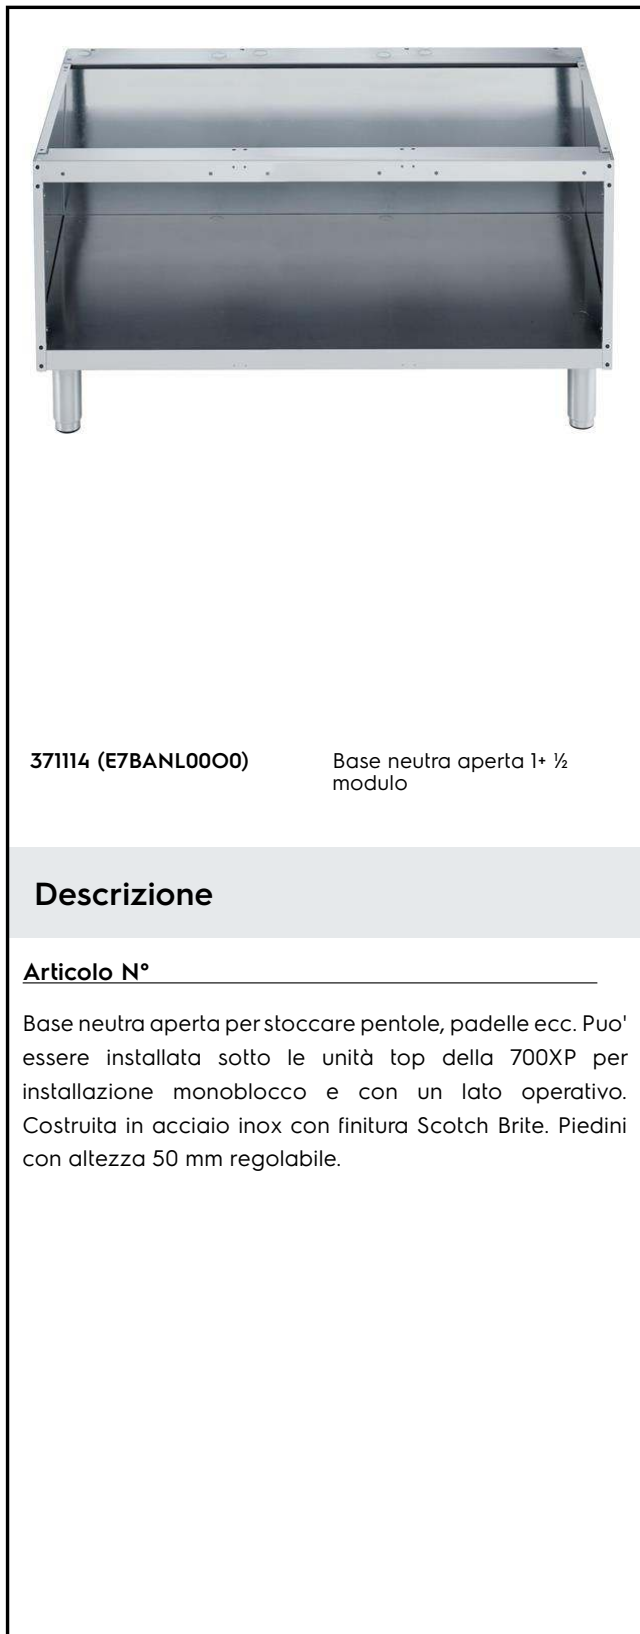 371114 (E7BANL00O0)
Base neutra aperta 1+ ½
modulo
Descrizione
Articolo N°
Base neutra aperta per stoccare pentole, padelle ecc. Puo'
essere installata sotto le unità top della 700XP per
installazione monoblocco e con un lato operativo.
Costruita in acciaio inox con finitura Scotch Brite. Piedini
con altezza 50 mm regolabile.